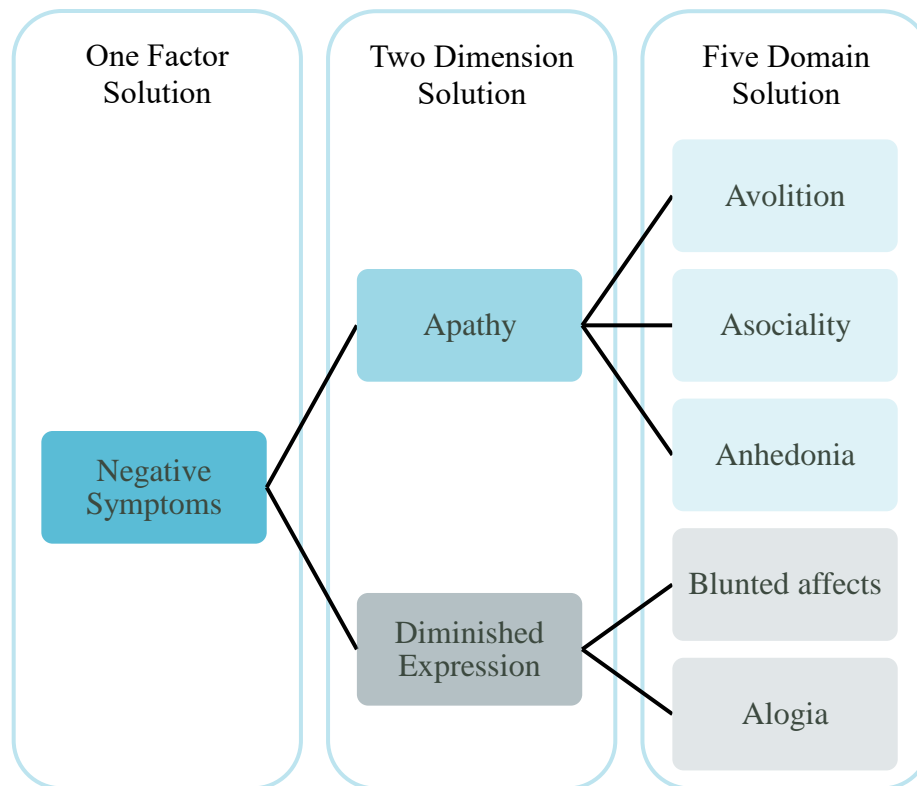 One Factor
Solution
Two Dimension
Solution
Five Domain
Solution
Negative
Symptoms
Apathy
Diminished
Expression
Avolition
Asociality
Anhedonia
Blunted affects
Alogia